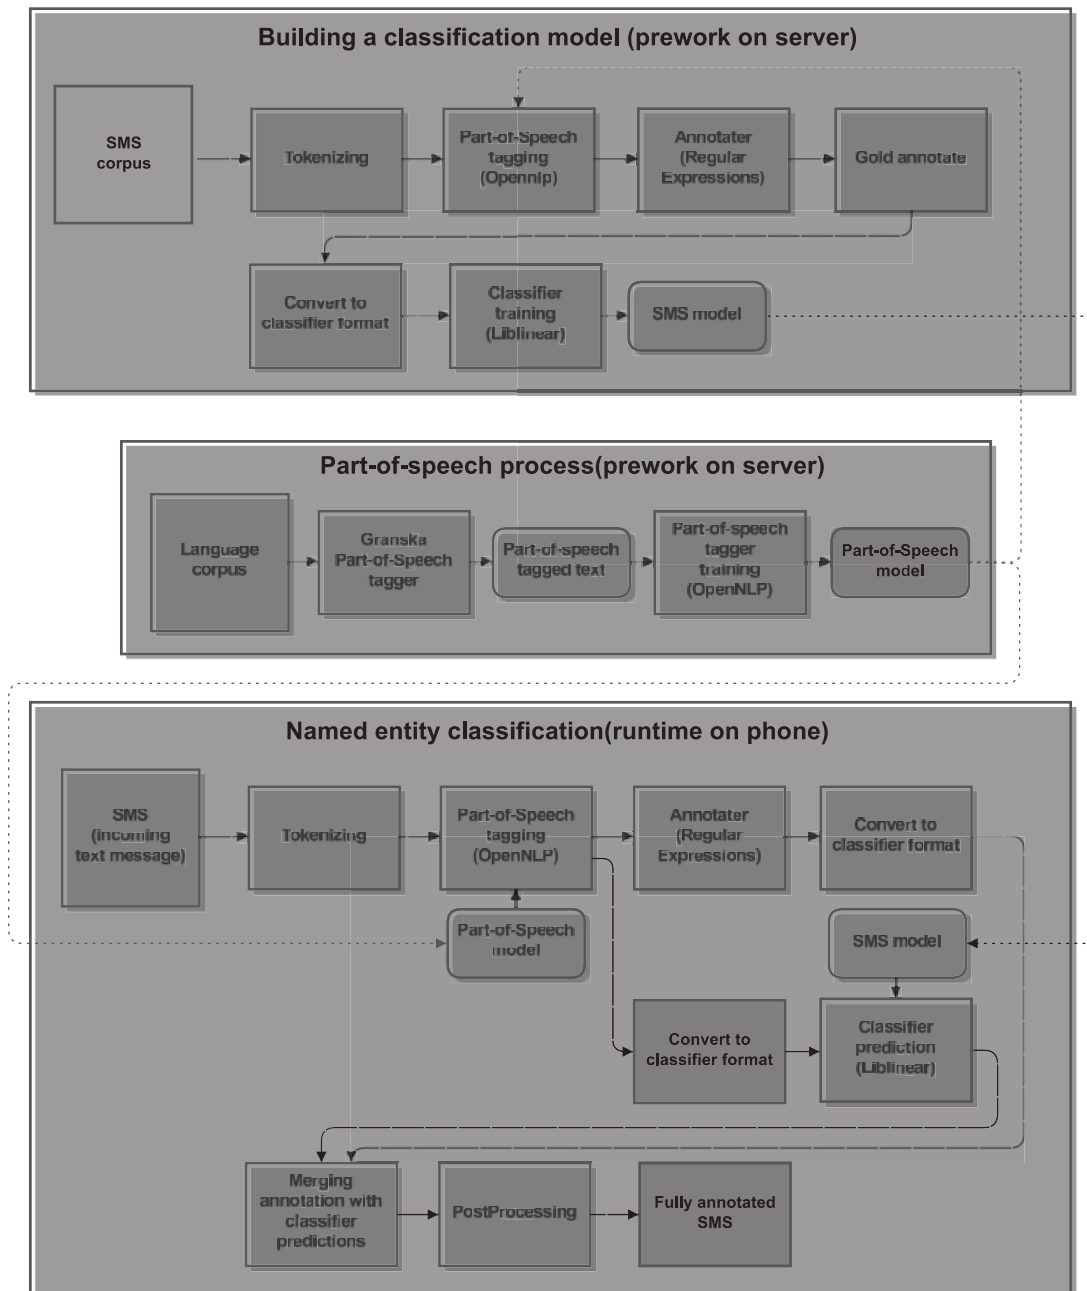 Building a classification model (prework on server)
SMS
corpus
Tokenizing
Part-of-Speech
tagging
(Opennlp)
Annotater
(Regular
Expressions)
Gold annotate
Convert to
classifier format
Classifier
training
(Liblinear)
SMS model
Part-of-speech process(prework on server)
Language
corpus
Granska
Part-of-Speech
tagger
Part-of-speech
tagged text
Part-of-speech
tagger
training
(OpenNLP)
Part-of-Speech
model
Named entity classification(runtime on phone)
SMS
(incoming
text message)
Tokenizing
Part-of-Speech
tagging
(OpenNLP)
Annotater
(Regular
Expressions)
Convert to
classifier format
Part-of-Speech
model
SMS model
Convert to
classifier format
Classifier
prediction
(Liblinear)
Merging
annotation with
classifier
predictions
PostProcessing
Fully annotated
SMS